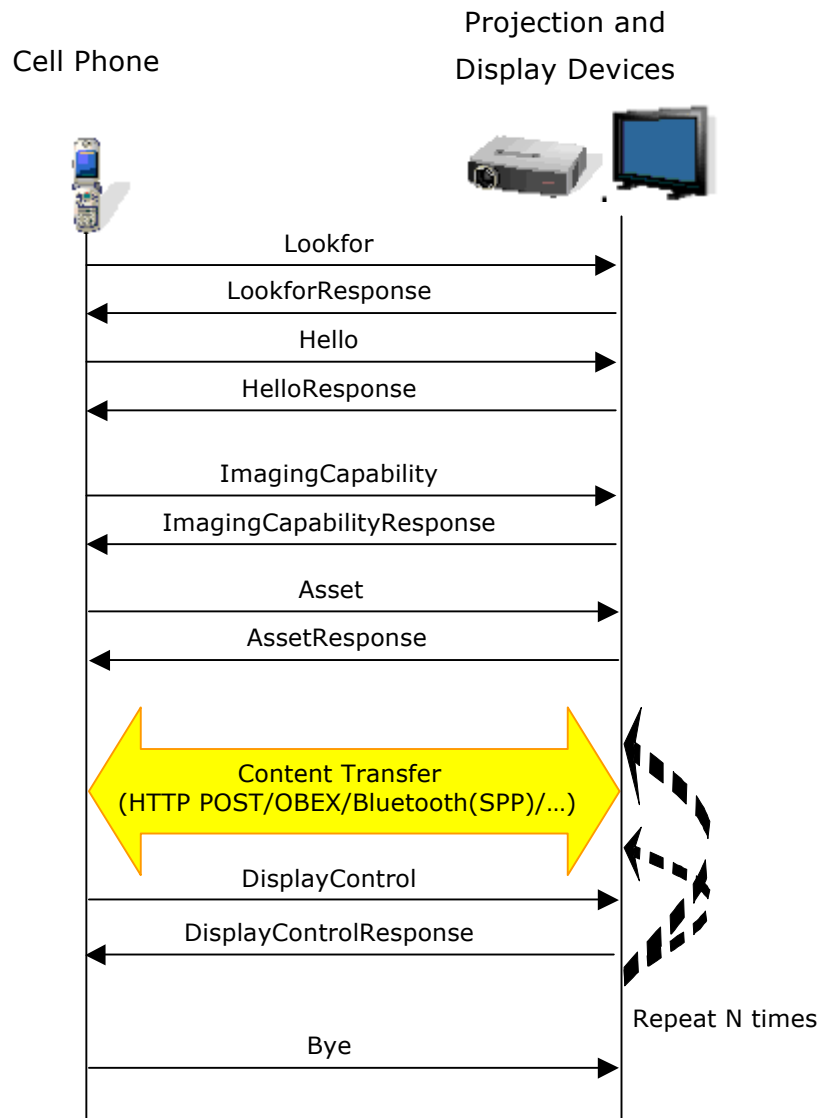 Projection and
Cell Phone
Display Devices
Lookfor
LookforResponse
Hello
HelloResponse
ImagingCapability
ImagingCapabilityResponse
Asset
AssetResponse
Content Transfer
(HTTP POST/OBEX/Bluetooth(SPP)/…)
DisplayControl
DisplayControlResponse
Repeat N times
Bye